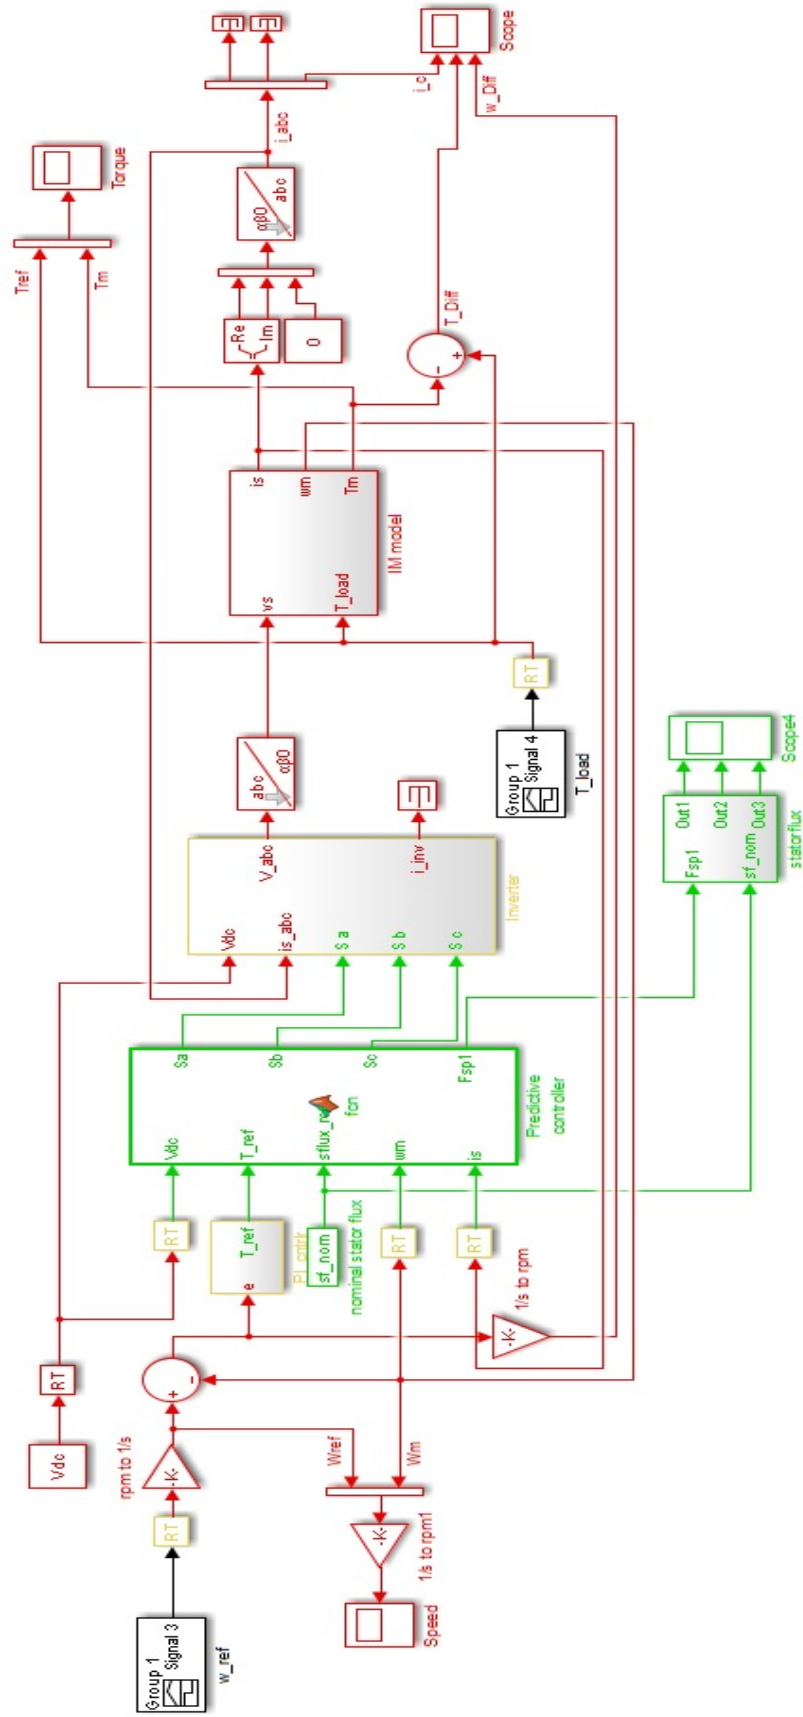 Group 1
Signal 3
w_ref
RT
rpm to 1/s
-K-
Vdc
RT
+
-
Wref
Wm
-K-
1/s to rpm1
Speed
-K-
1/s to rpm
RT
e
T_ref
sf_nom
nominal stator flux
RT
RT
Vdc
T_ref
wm
is
fcn
Sa
Sb
Sc
Fsp1
Predictive
controller
Vdc
is_abc
S a
S b
S c
V_abc
i_inv
Inverter
abc
αβ0
Group 1
Signal 4
T_load
RT
Fsp1
sf_nom
Out1
Out2
Out3
statorflux
Scope4
vs
T_load
is
wm
Tm
IM model
Re
Im
0
-
+
T_Diff
αβ0
abc
i_abc
Tref
Tm
Torque
i_c
w_Diff
Scope